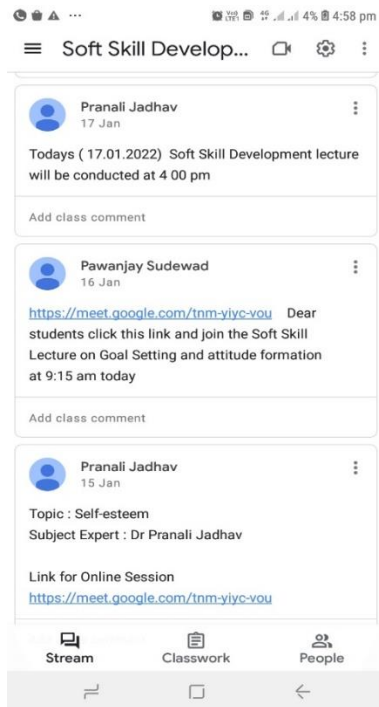 4% 4:58 pm
Soft Skill Develop...
Pranali Jadhav
17 Jan
Todays ( 17.01.2022) Soft Skill Development lecture
will be conducted at 4 00 pm
Add class comment
Pawanjay Sudewad
16 Jan
https://meet.google.com/tnm-yiyc-vou Dear
students click this link and join the Soft Skill
Lecture on Goal Setting and attitude formation
at 9:15 am today
Add class comment
Pranali Jadhav
15 Jan
Topic : Self-esteem
Subject Expert : Dr Pranali Jadhav
Link for Online Session
https://meet.google.com/tnm-yiyc-vou
Stream Classwork People